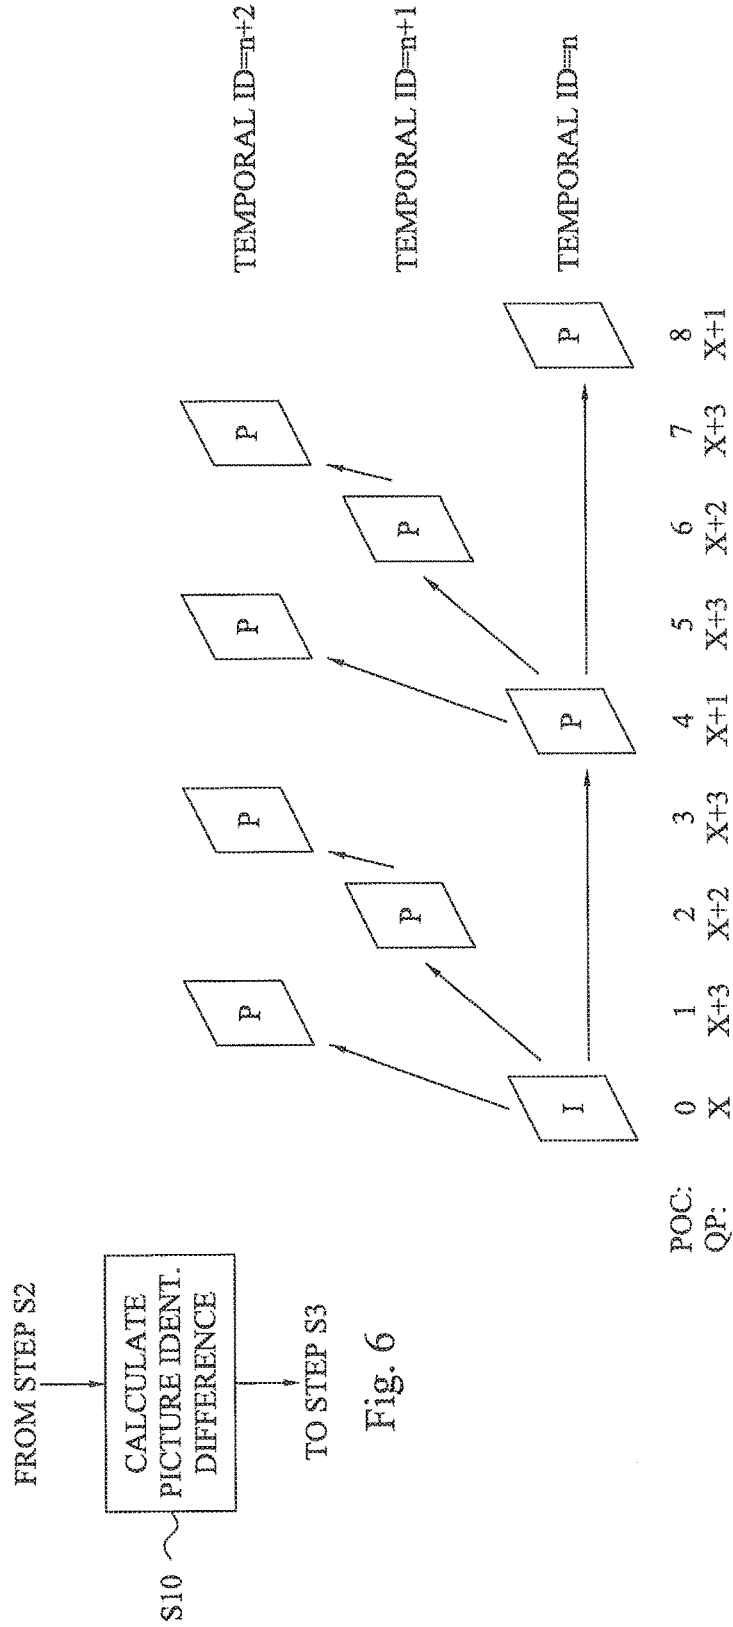 FROM STEP S2
CALCULATE
PICTURE IDENT.
DIFFERENCE
S10
TO STEP S3
Fig. 6
TEMPORAL ID=n+2
P P P P
TEMPORAL ID=n+1
P P
TEMPORAL ID=n
I P P
POC: 0 1 2 3 4 5 6 7 8
QP: X X+3 X+2 X+3 X+1 X+3 X+2 X+3 X+1